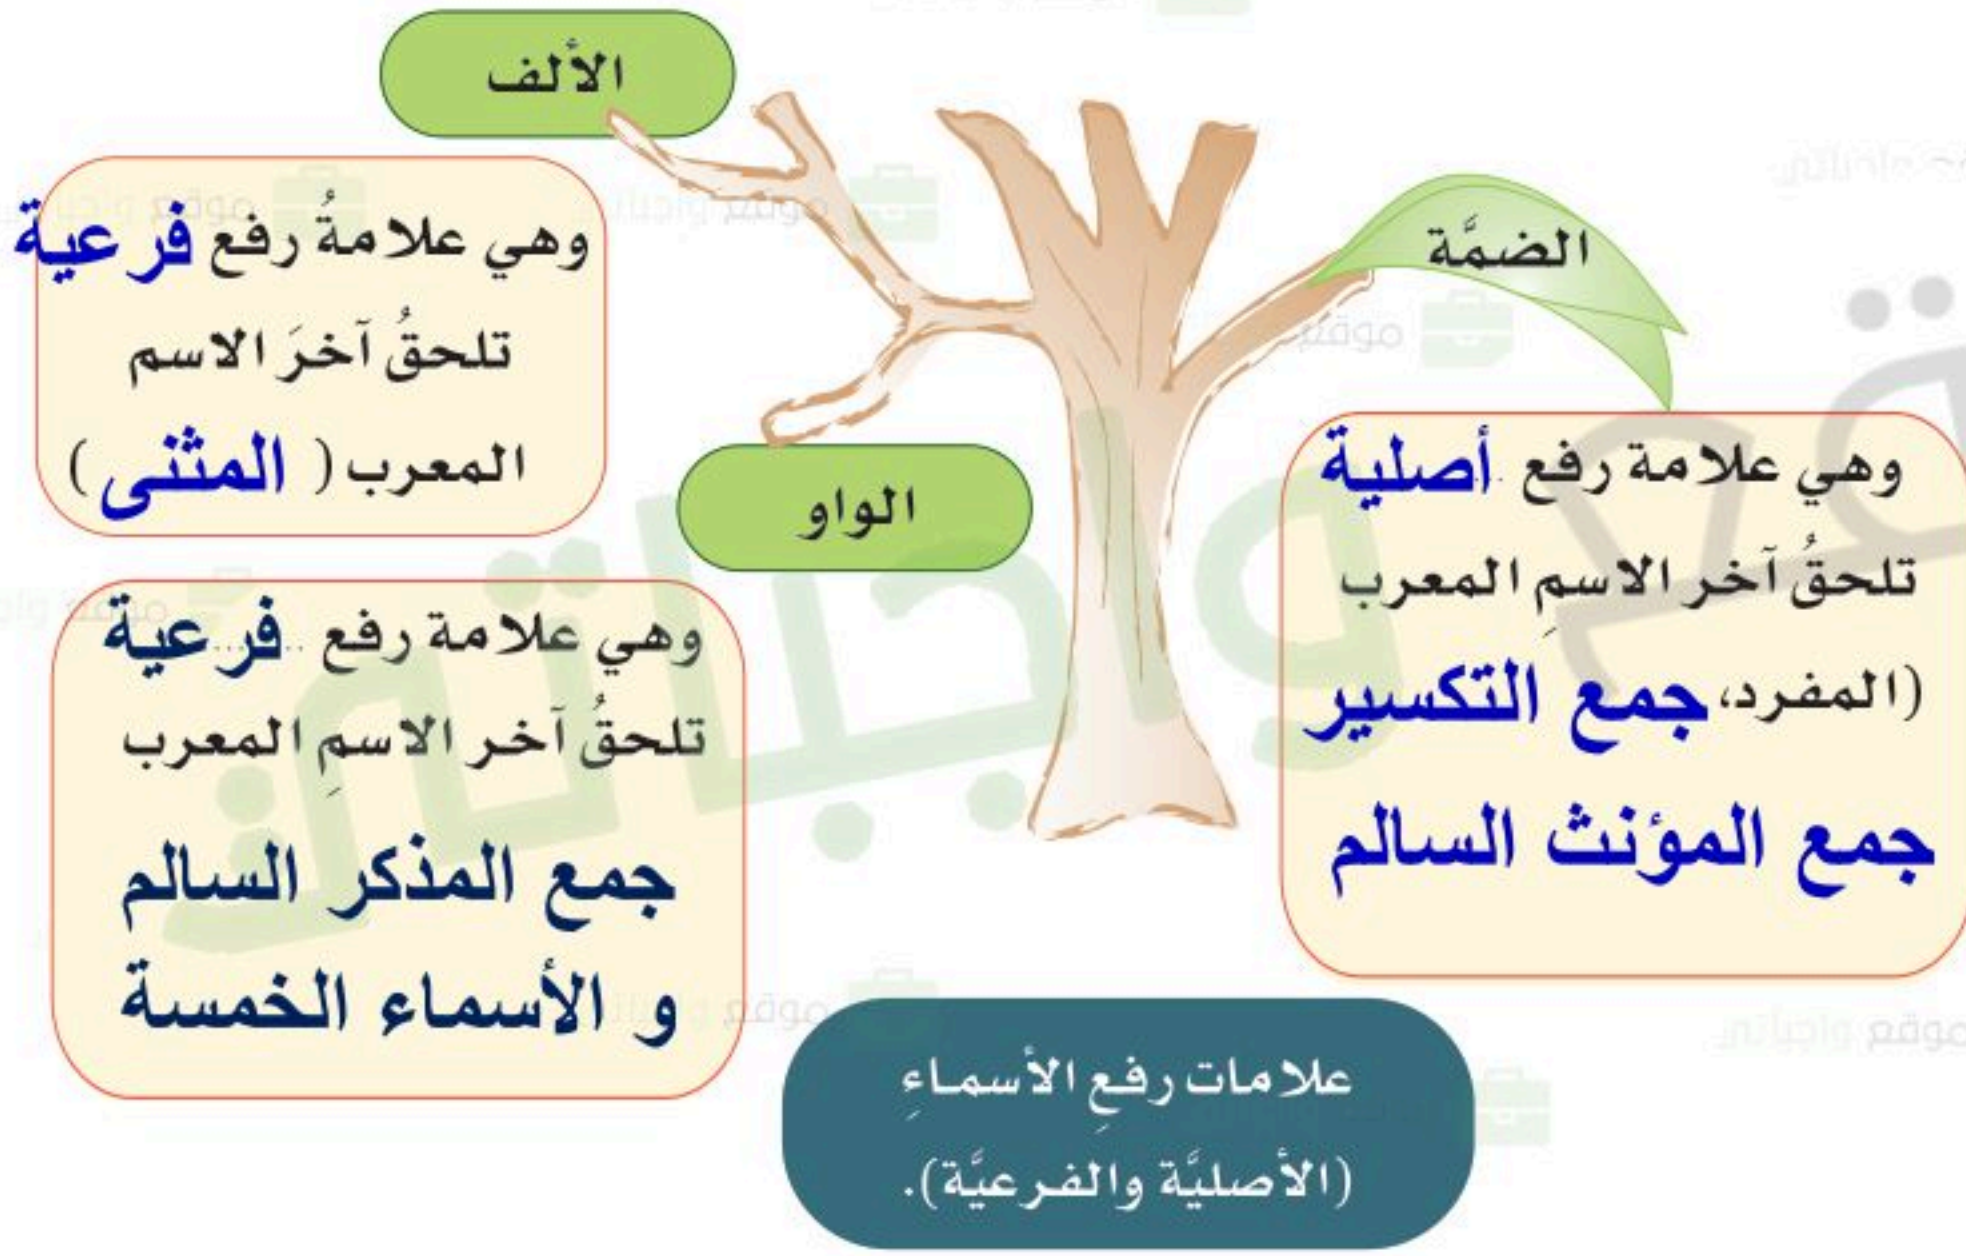 الألف
وهي علامةُ رفع فرعية
تلحقُ آخرَ الاسم
المعرب ( المثنى )
الضمَّة
وهي علامة رفع أصلية
تلحقُ آخر الاسمِ المعرب
(المفرد، جمع التكسير
جمع المؤنث السالم
الواو
وهي علامة رفع فرعية
تلحقُ آخر الاسمِ المعرب
جمع المذكر السالم
و الأسماء الخمسة
علامات رفعِ الأسماءِ
(الأصليَّة والفرعيَّة).
موقع واجباتي